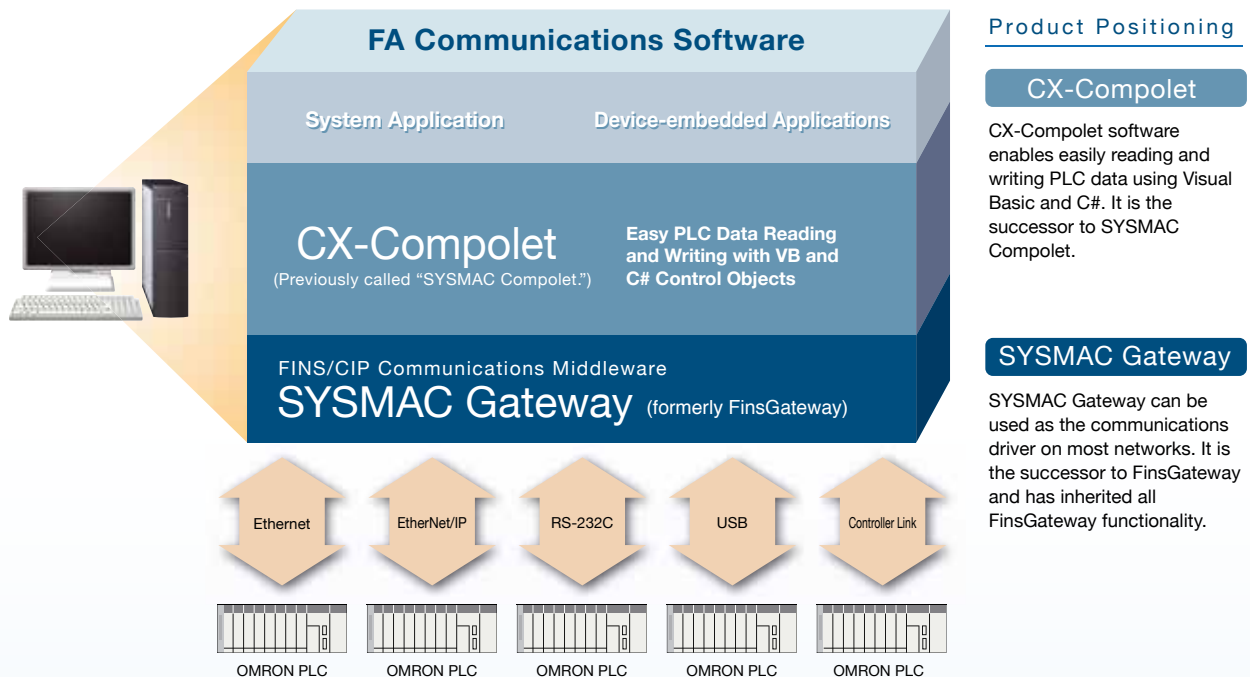 FA Communications Software
System Application
Device-embedded Applications
CX-Compolet
(Previously called “SYSMAC Compolet.”)
Easy PLC Data Reading
and Writing with VB and
C# Control Objects
FINS/CIP Communications Middleware
SYSMAC Gateway (formerly FinsGateway)
Ethernet
EtherNet/IP
RS-232C
USB
Controller Link
OMRON PLC
OMRON PLC
OMRON PLC
OMRON PLC
OMRON PLC
Product Positioning
CX-Compolet
CX-Compolet software
enables easily reading and
writing PLC data using Visual
Basic and C#. It is the
successor to SYSMAC
Compolet.
SYSMAC Gateway
SYSMAC Gateway can be
used as the communications
driver on most networks. It is
the successor to FinsGateway
and has inherited all
FinsGateway functionality.